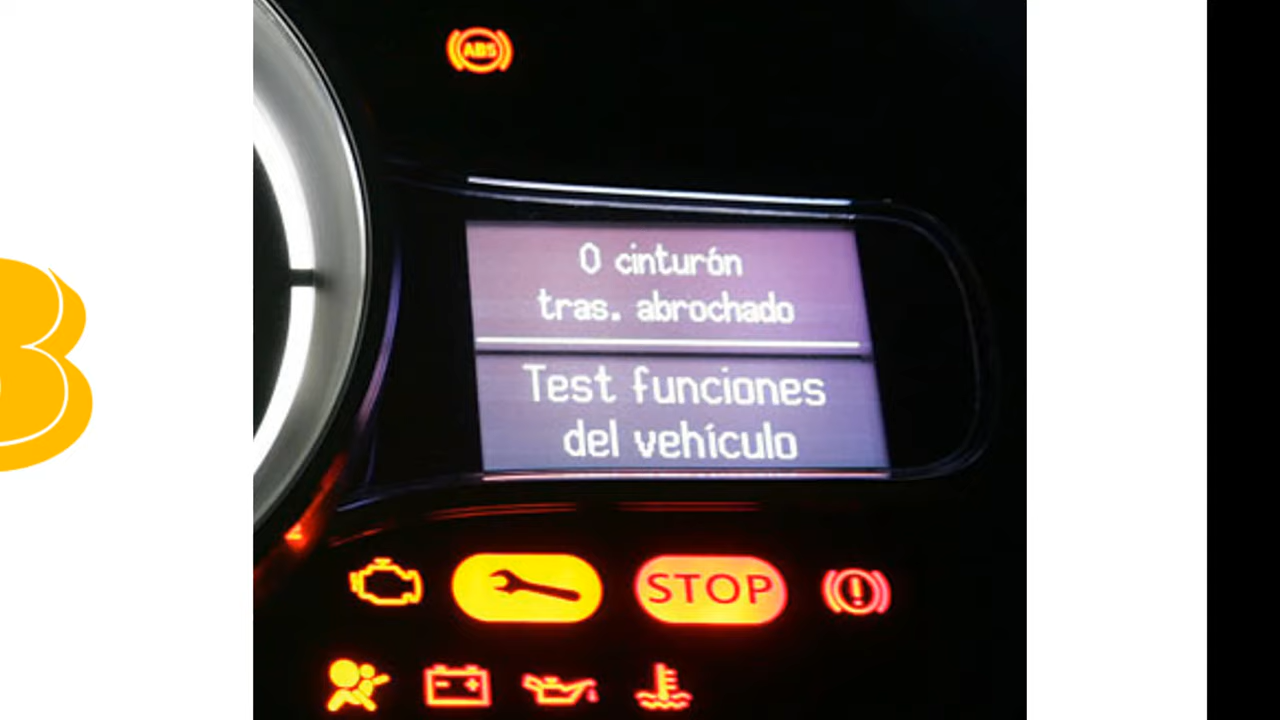 ABS
0 cinturón
tras. abrochado
Test funciones
del vehículo
STOP